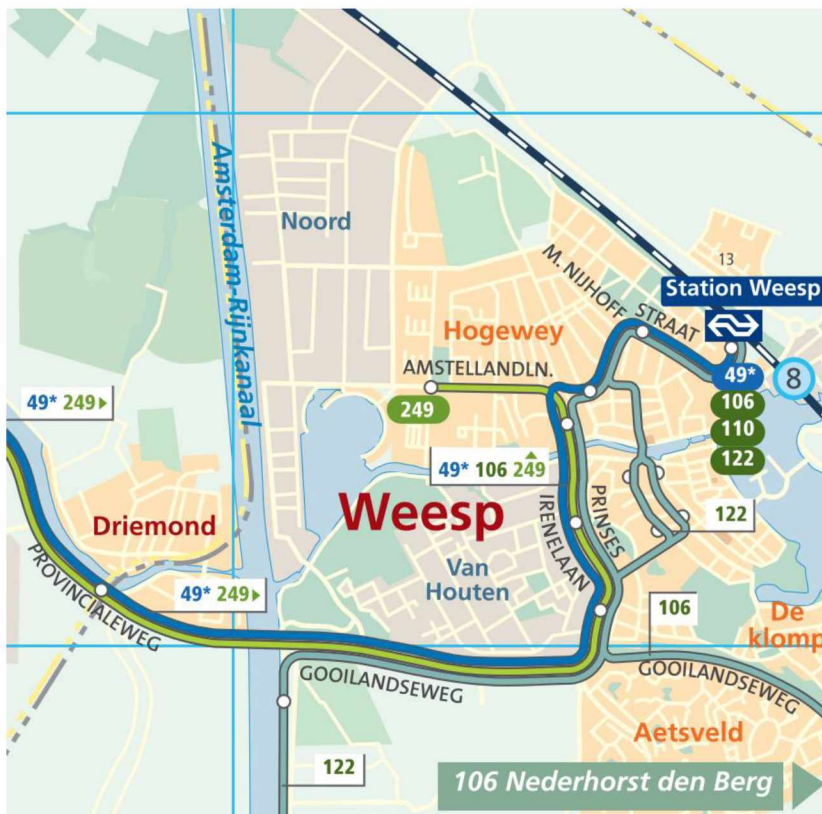 Amsterdam-Rijnkanaal
Noord
13
M. NIJHOFF
STRAAT
Station Weesp
Hogewey
AMSTELLANDLN.
49*
8
49* 249
249
106
110
49* 106 249
122
Weesp
IRENELAAN
PRINSES
122
Driemond
PROVINCIALEWEG
Van
Houten
49* 249
106
De
klomp
GOOILANDSEWEG
GOOILANDSEWEG
Aetsveld
122
106 Nederhorst den Berg